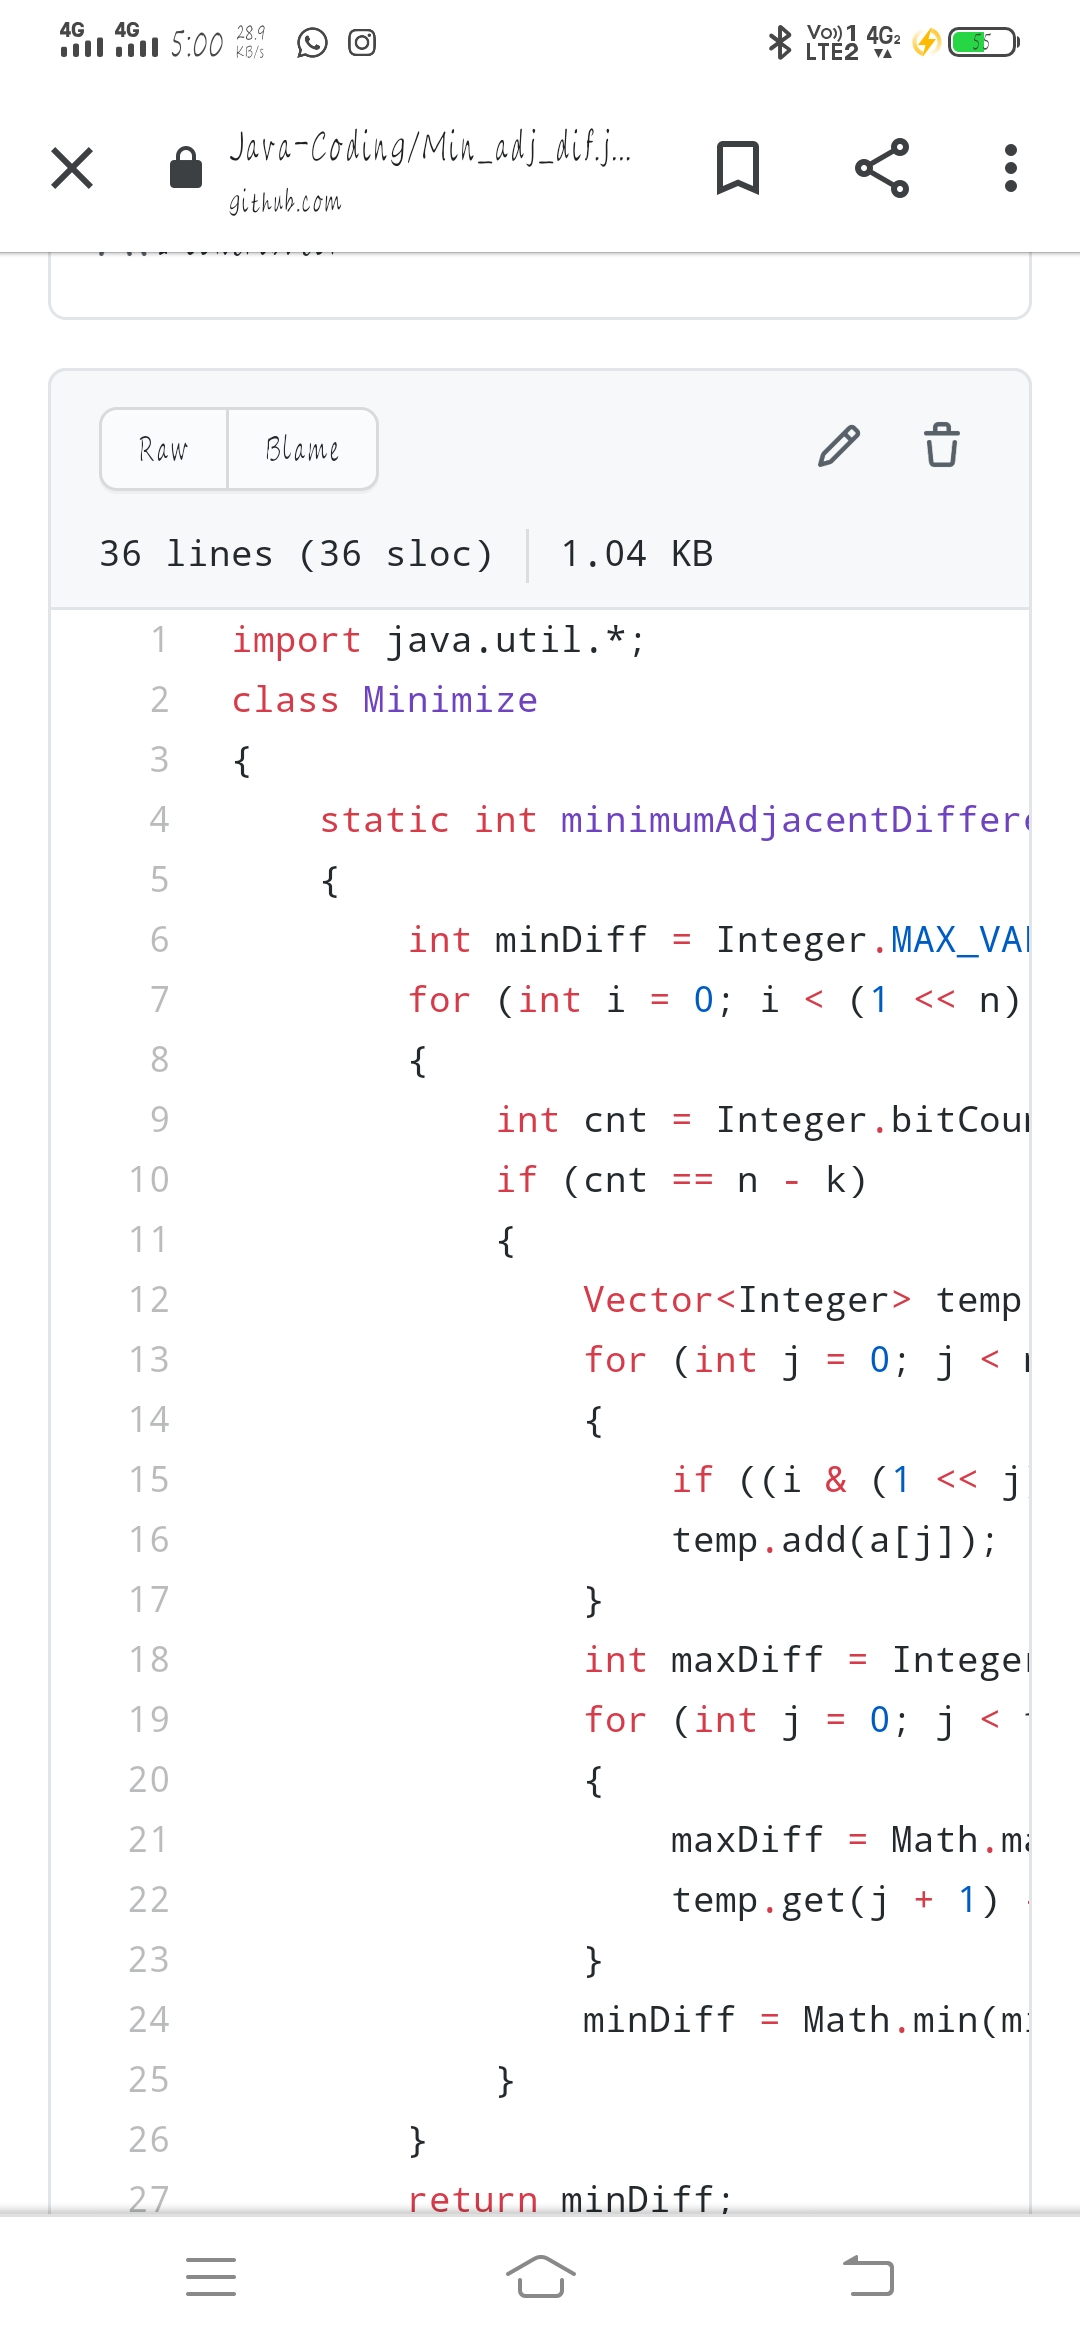 4G 4G 5:00 28.9 KB/s Vo)) 1 LTE2 4G2 55
Java-Coding/Min_adj_dif.j...
github.com
Raw Blame
36 lines (36 sloc) 1.04 KB
1 import java.util.*;
2 class Minimize
3 {
4 static int minimumAdjacentDiffere
5 {
6 int minDiff = Integer.MAX_VA
7 for (int i = 0; i < (1 << n)
8 {
9 int cnt = Integer.bitCou
10 if (cnt == n - k)
11 {
12 Vector<Integer> temp
13 for (int j = 0; j <
14 {
15 if ((i & (1 << j
16 temp.add(a[j]);
17 }
18 int maxDiff = Intege
19 for (int j = 0; j <
20 {
21 maxDiff = Math.ma
22 temp.get(j + 1)
23 }
24 minDiff = Math.min(m
25 }
26 }
27 return minDiff;